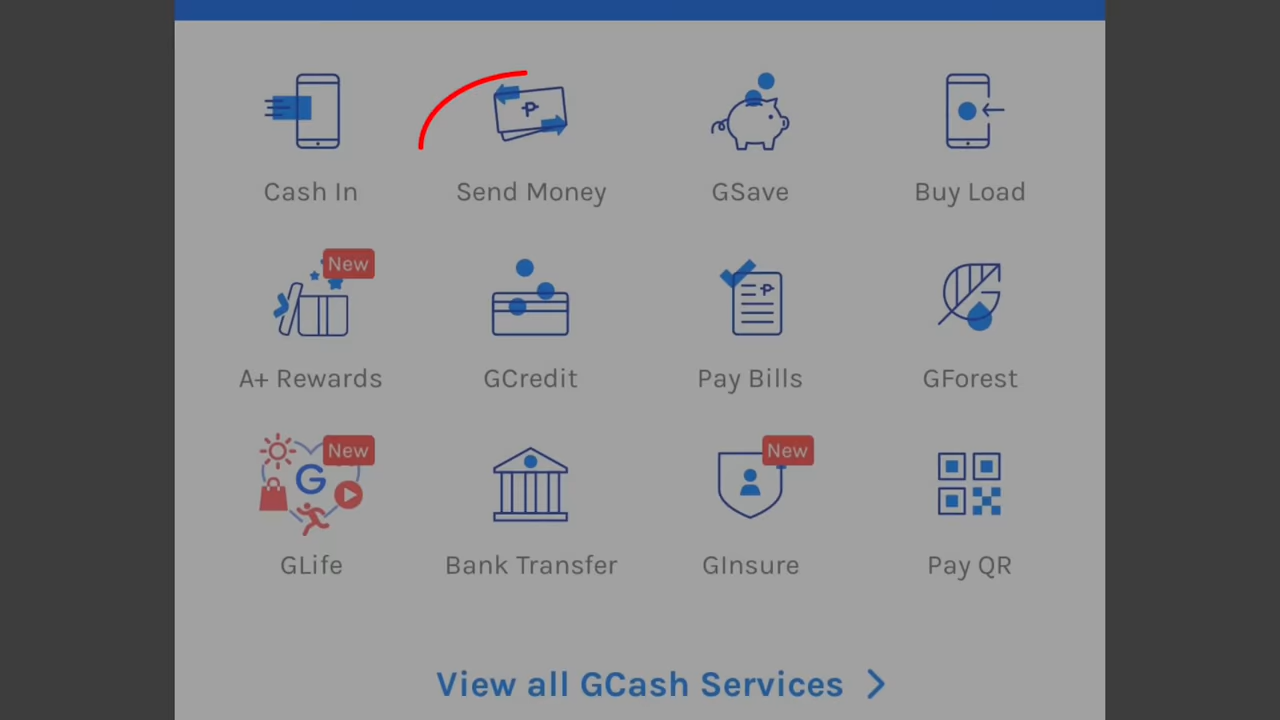 Cash In
Send Money
GSave
Buy Load
New
A+ Rewards
GCredit
Pay Bills
GForest
New
New
G
GLife
Bank Transfer
GInsure
Pay QR
View all GCash Services